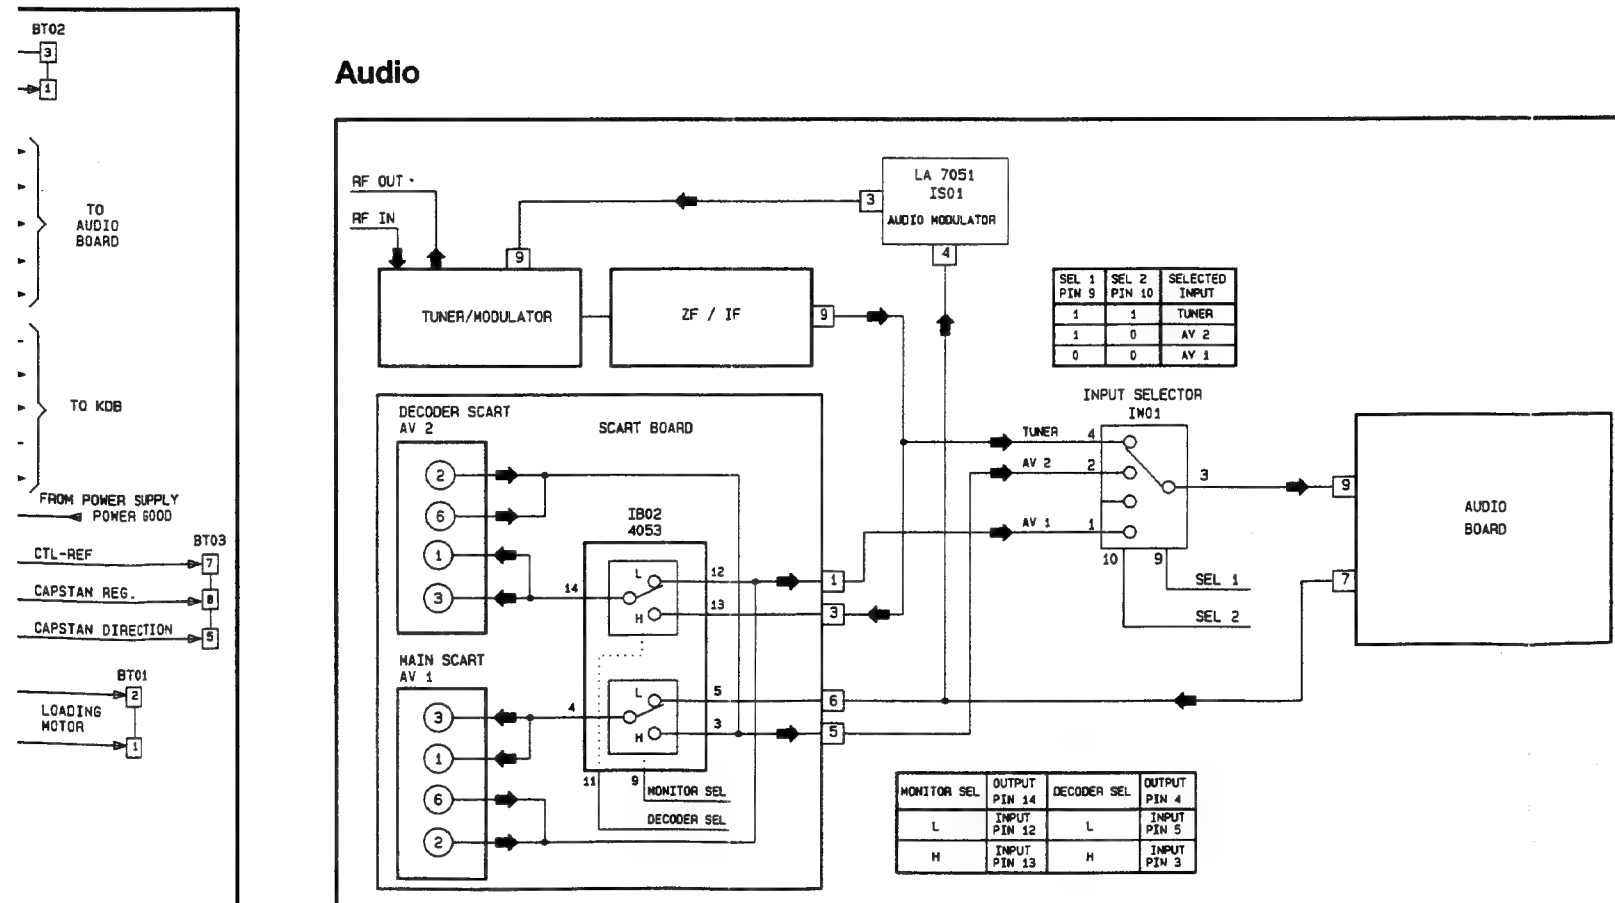 BT02
3
1
TO
AUDIO
BOARD
TO KDB
FROM POWER SUPPLY
POWER GOOD
BT03
CTL-REF
7
CAPSTAN REG.
CAPSTAN DIRECTION
5
BT01
2
LOADING
MOTOR
1
Audio
RF OUT
RF IN
LA 7051
IS01
AUDIO MODULATOR
3
4
9
TUNER/MODULATOR
ZF / IF
9
SEL 1 SEL 2 SELECTED
PIN 9 PIN 10 INPUT
1 1 TUNER
1 0 AV 2
0 0 AV 1
INPUT SELECTOR
IW01
TUNER 4
AV 2 2
AV 1 1
3
10 9
SEL 1
SEL 2
9
AUDIO
BOARD
7
DECODER SCART
AV 2
SCART BOARD
2
6
1
3
IB02
4053
L
H
14
12
13
1
3
MAIN SCART
AV 1
3
1
6
2
L
H
4
5
3
6
5
11 9
MONITOR SEL
DECODER SEL
MONITOR SEL OUTPUT DECODER SEL OUTPUT
PIN 14 PIN 4
L INPUT L INPUT
PIN 12 PIN 5
H INPUT H INPUT
PIN 13 PIN 3